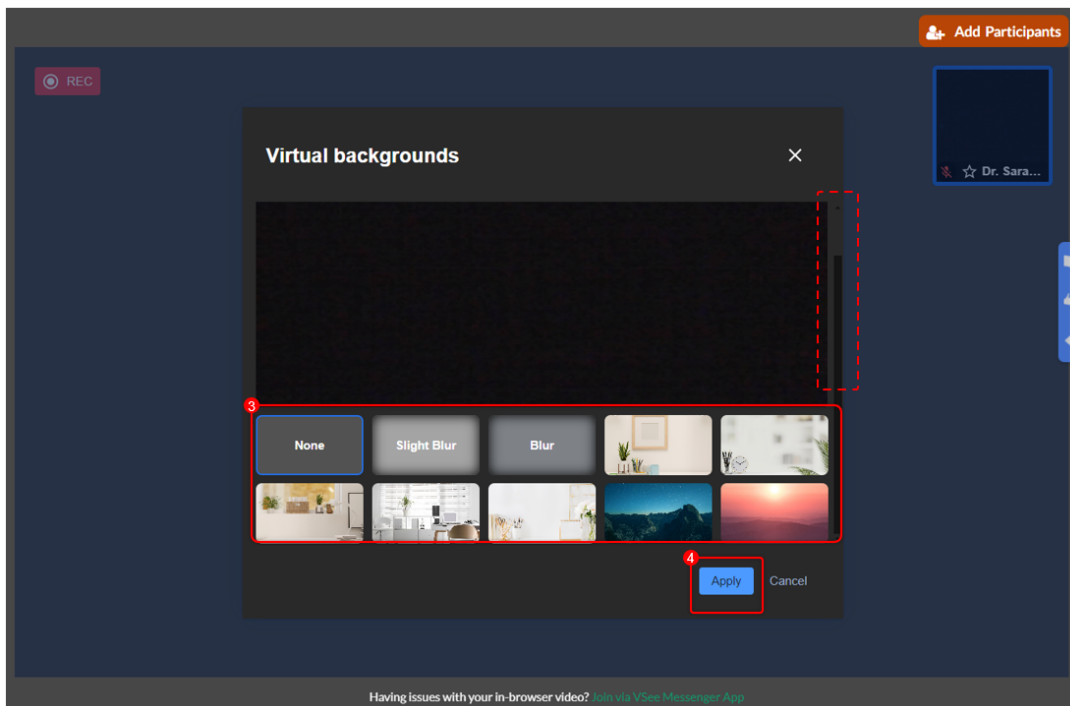 Add Participants
REC
Virtual backgrounds
Dr. Sara...
3
None
Slight Blur
Blur
4
Apply
Cancel
Having issues with your in-browser video? Join via VSee Messenger App